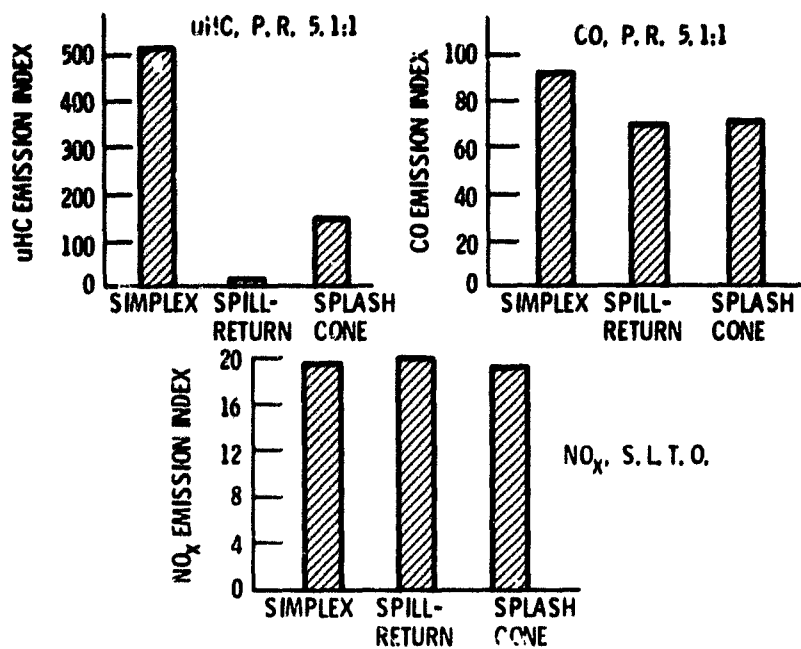 uHC, P. R. 5.1:1
uHC EMISSION INDEX
500
400
300
200
100
0
SIMPLEX
SPILL-
RETURN
SPLASH
CONE
CO, P. R. 5.1:1
CO EMISSION INDEX
100
80
60
40
20
0
SIMPLEX
SPILL-
RETURN
SPLASH
CONE
NOX, S. L. T. O.
NOX EMISSION INDEX
20
16
12
8
4
0
SIMPLEX
SPILL-
RETURN
SPLASH
CONE